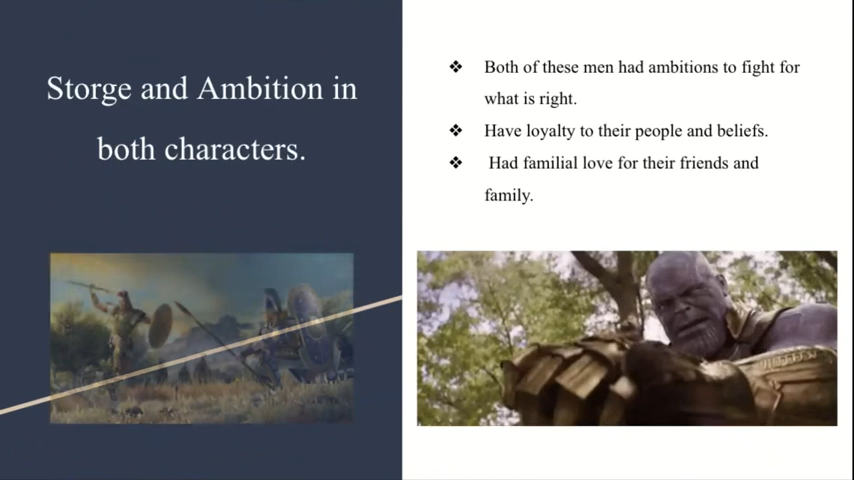 Storge and Ambition in
both characters.
❖ Both of these men had ambitions to fight for
what is right.
❖ Have loyalty to their people and beliefs.
❖ Had familial love for their friends and
family.